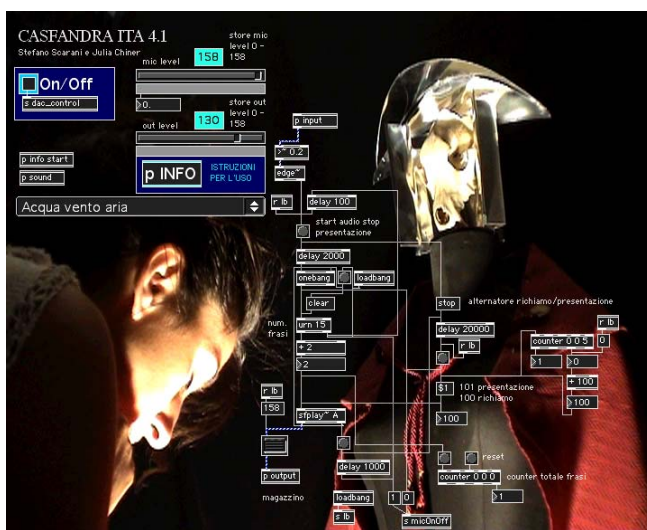 CASFANDRA ITA 4.1
Stefano Scarani e Julia Chiner
On/Off
s dac_control
mic level
158
store mic
level 0 -
158
0.
out level
130
store out
level 0 -
158
p info start
p sound
p INFO
ISTRUZIONI
PER L'USO
Acqua vento aria
p input
>~ 0.2
edge~
r lb
delay 100
start audio stop
presentazione
delay 2000
onebang
loadbang
clear
num.
frasi
urn 15
+ 2
2
r lb
158
sfplay~ A
p output
magazzino
delay 1000
loadbang
s lb
1
0
s micOnOff
stop
alternatore richiamo/presentazione
delay 20000
r lb
$1
101 presentazione
100 richiamo
100
r lb
counter 0 0 5
0
1
0
+ 100
100
reset
counter 0 0 0
counter totale frasi
1